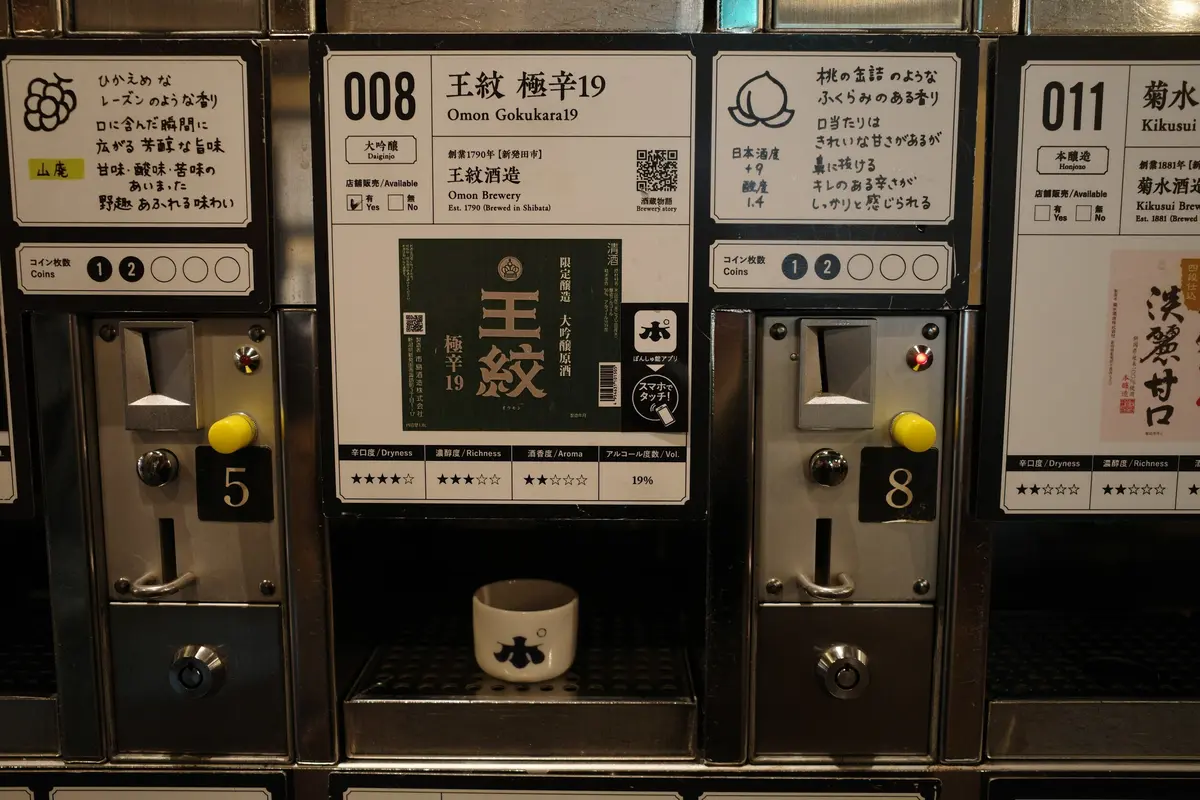 ひかえめな
レーズンのような香り
口に含んだ瞬間に
広がる芳醇な旨味
山廃
甘味・酸味・苦味の
あいまった
野趣あふれる味わい
コイン枚数
Coins
1 2
5
008
王紋 極辛19
Omon Gokukara19
大吟醸
Daiginjo
店舗販売/Available
有 Yes
無 No
創業1790年【新発田市】
王紋酒造
Omon Brewery
Est. 1790 (Brewed in Shibata)
酒蔵物語
Brewery story
清酒
限定醸造 大吟醸原酒
王紋
極辛19
ぽんしゅ館アプリ
スマホで
タッチ!
辛口度/Dryness
★★★★☆
濃醇度/Richness
★★★☆☆
酒香度/Aroma
★★☆☆☆
アルコール度数/Vol.
19%
桃の缶詰のような
ふくらみのある香り
口当たりは
きれいな甘さがあるが
鼻に抜ける
キレのある辛さが
しっかりと感じられる
日本酒度
+9
酸度
1.4
コイン枚数
Coins
1 2
8
011
菊水
Kikusui
本醸造
Honjozo
店舗販売/Available
有 Yes
無 No
創業1881年
菊水酒造
Kikusui Brew
Est. 1881 (Brewed
淡麗甘口
辛口度/Dryness
★★☆☆☆
濃醇度/Richness
★★☆☆☆